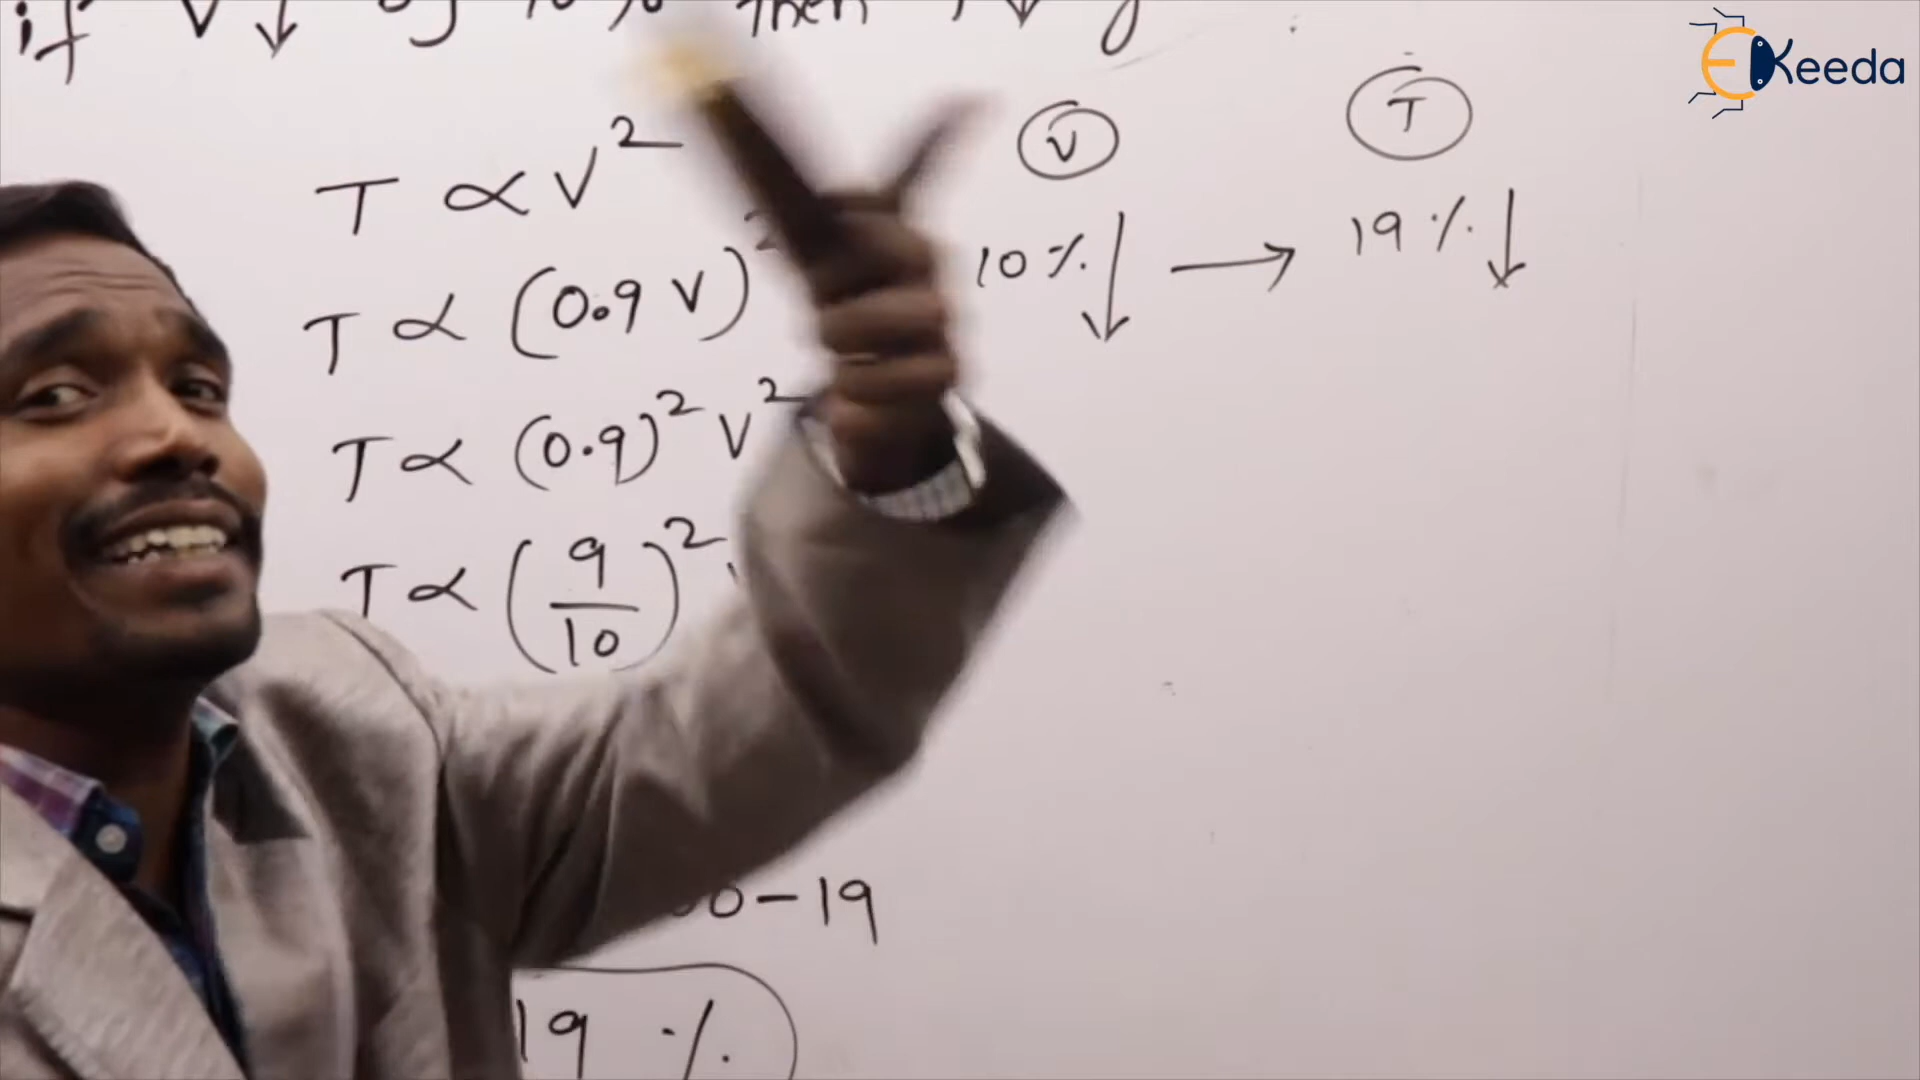 if V↓ by 10% then T↓
T ∝ V²
T ∝ (0.9 V)²
T ∝ (0.9)² V²
T ∝ (9/10)²
00-19
19 %
V
T
10% ↓ → 19% ↓
EKeeda